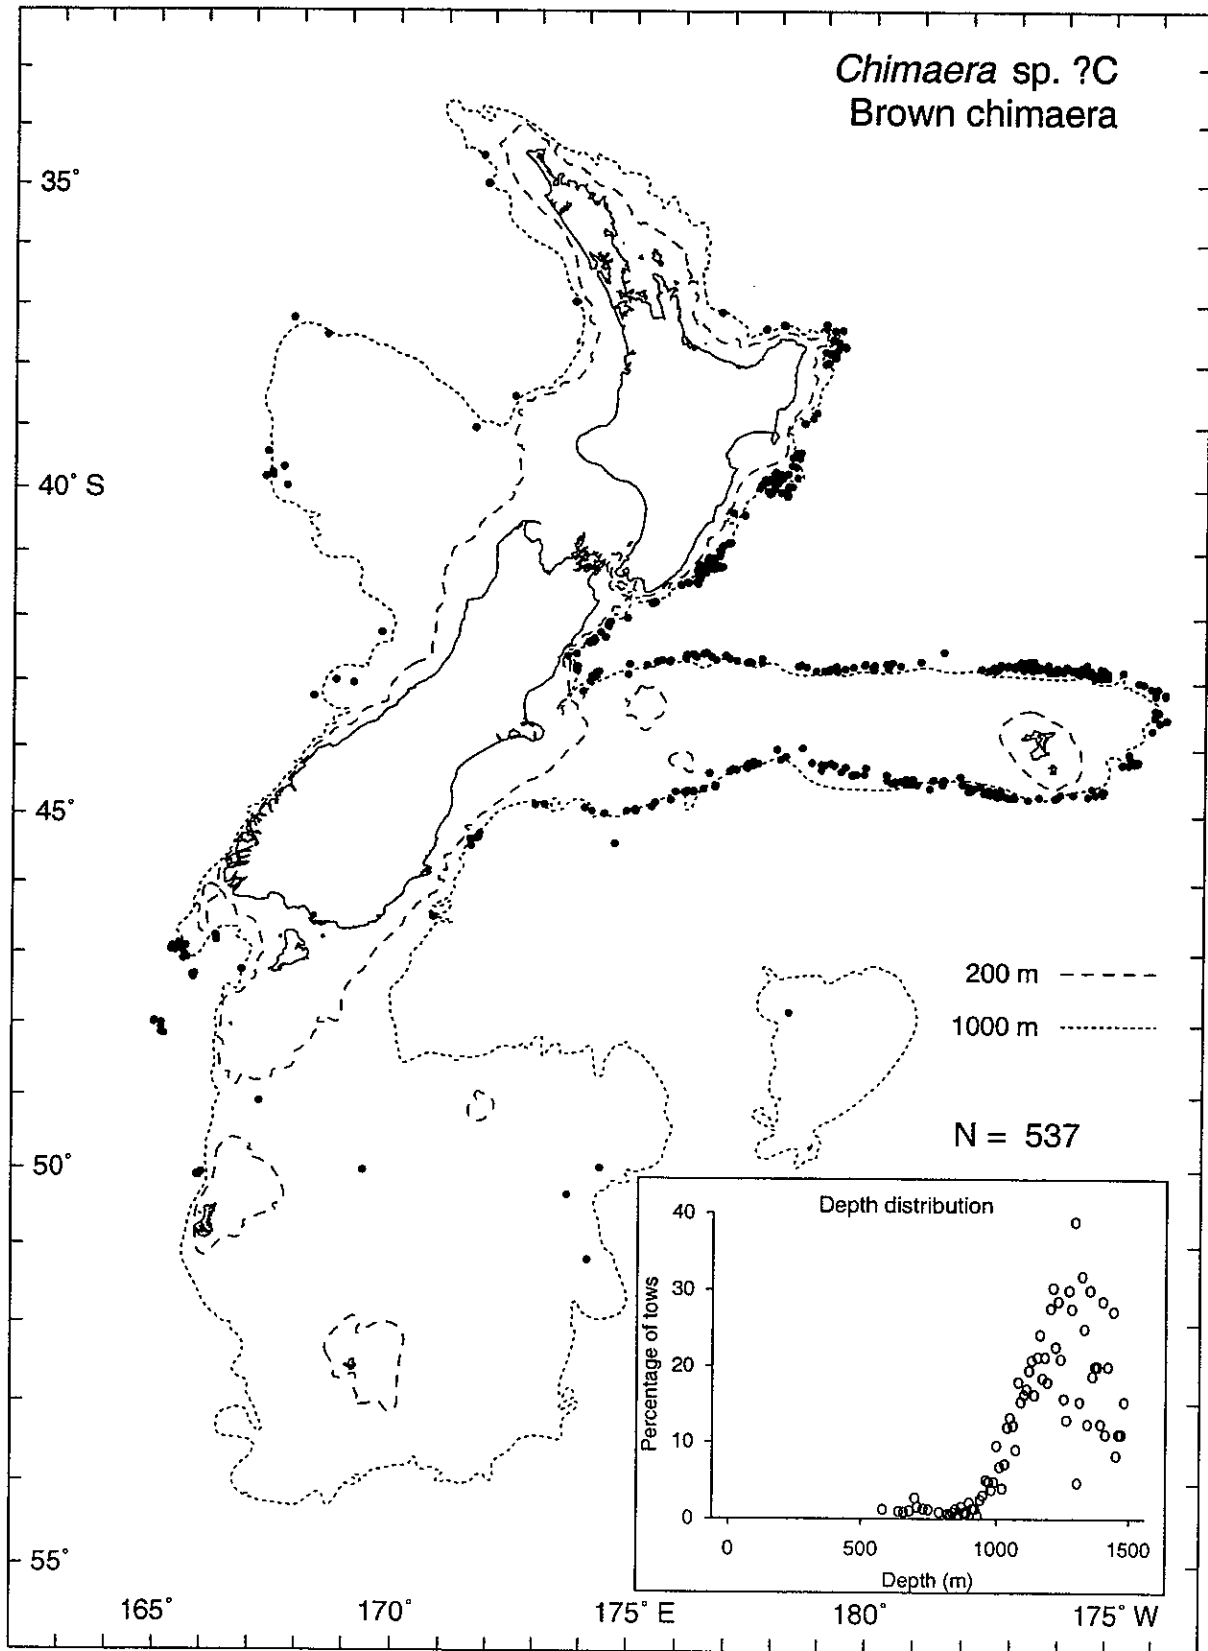 Chimaera sp. ?C
Brown chimaera
35°
40° S
45°
200 m
1000 m
N = 537
50°
Depth distribution
40
30
20
10
0
Percentage of tows
0 500 1000 1500
Depth (m)
55°
165° 170° 175° E 180° 175° W